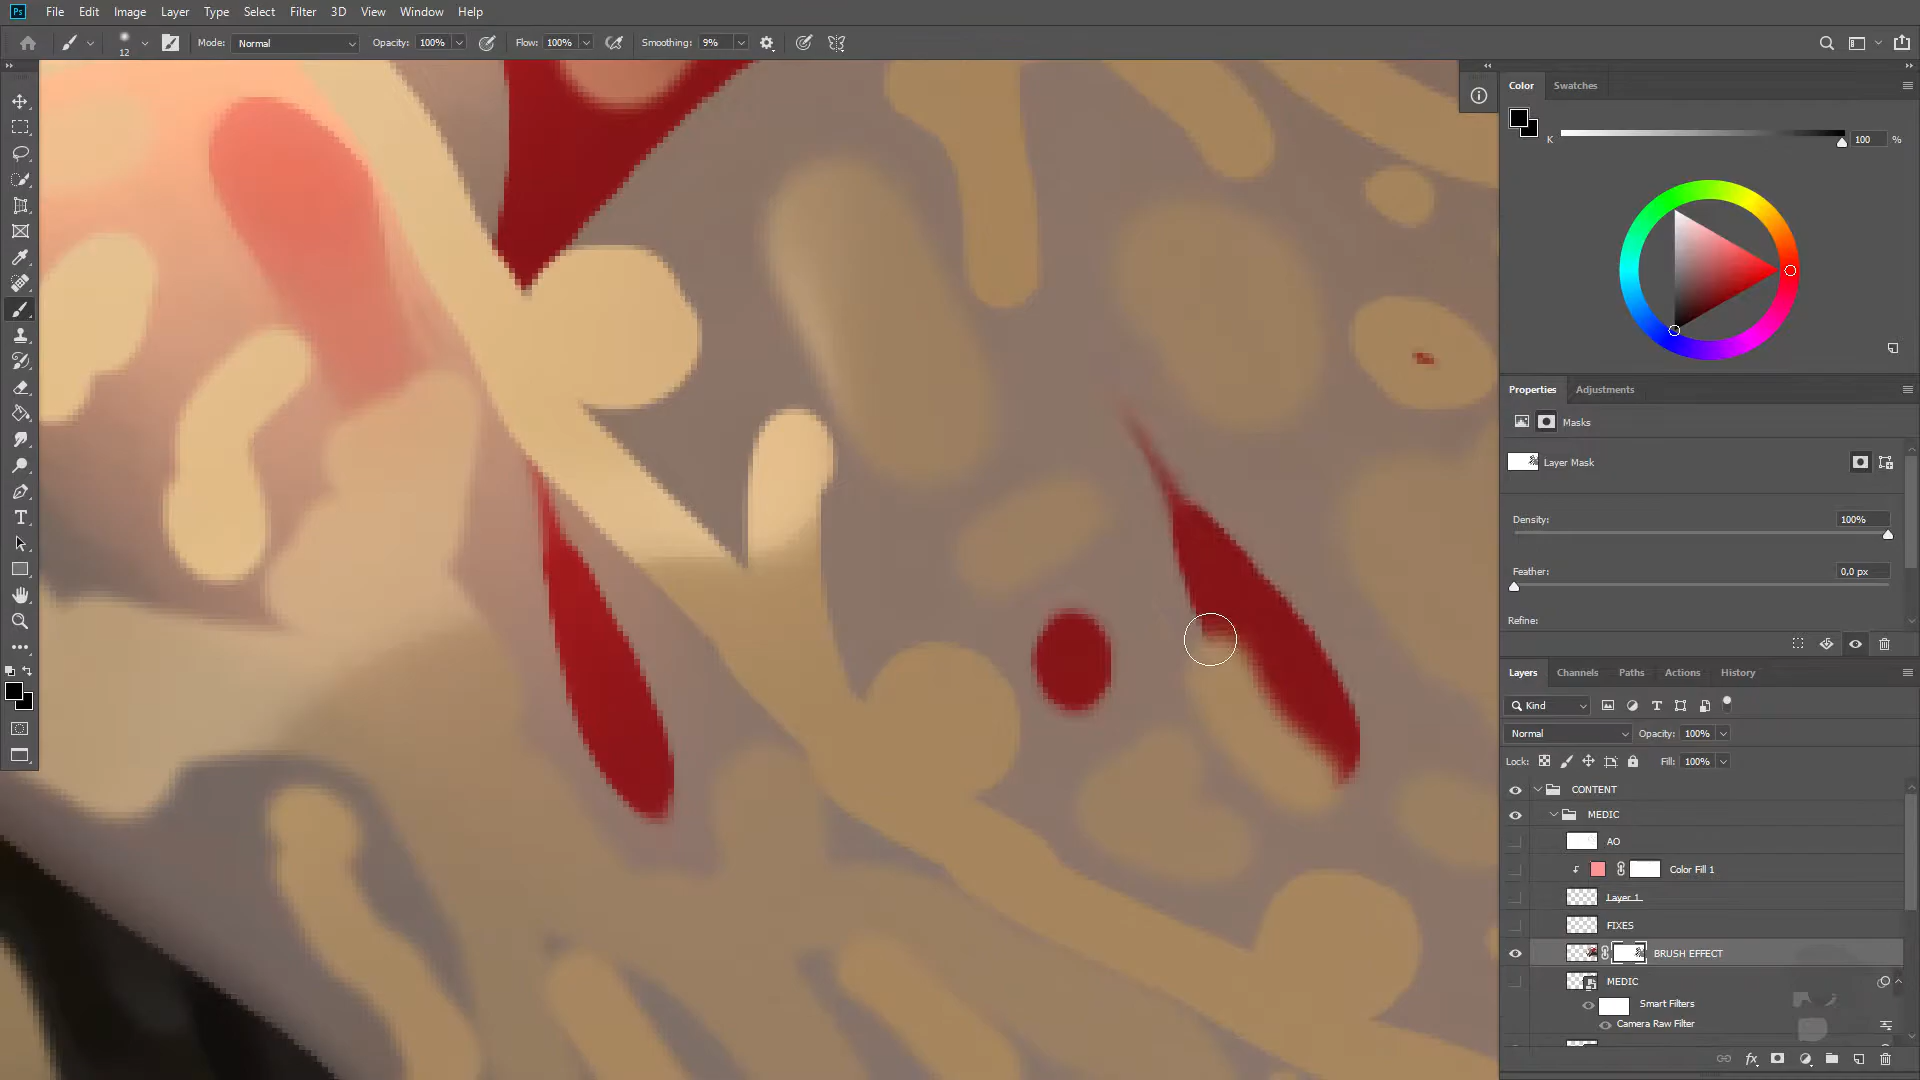 Ps File Edit Image Layer Type Select Filter 3D View Window Help
12 Mode: Normal Opacity: 100% Flow: 100% Smoothing: 9%
Color Swatches
K 100 %
Properties Adjustments
Masks
Layer Mask
Density: 100%
Feather: 0,0 px
Refine:
Layers Channels Paths Actions History
Kind
Normal Opacity: 100%
Lock: Fill: 100%
CONTENT
MEDIC
AO
Color Fill 1
Layer 1
FIXES
BRUSH EFFECT
MEDIC
Smart Filters
Camera Raw Filter
fx